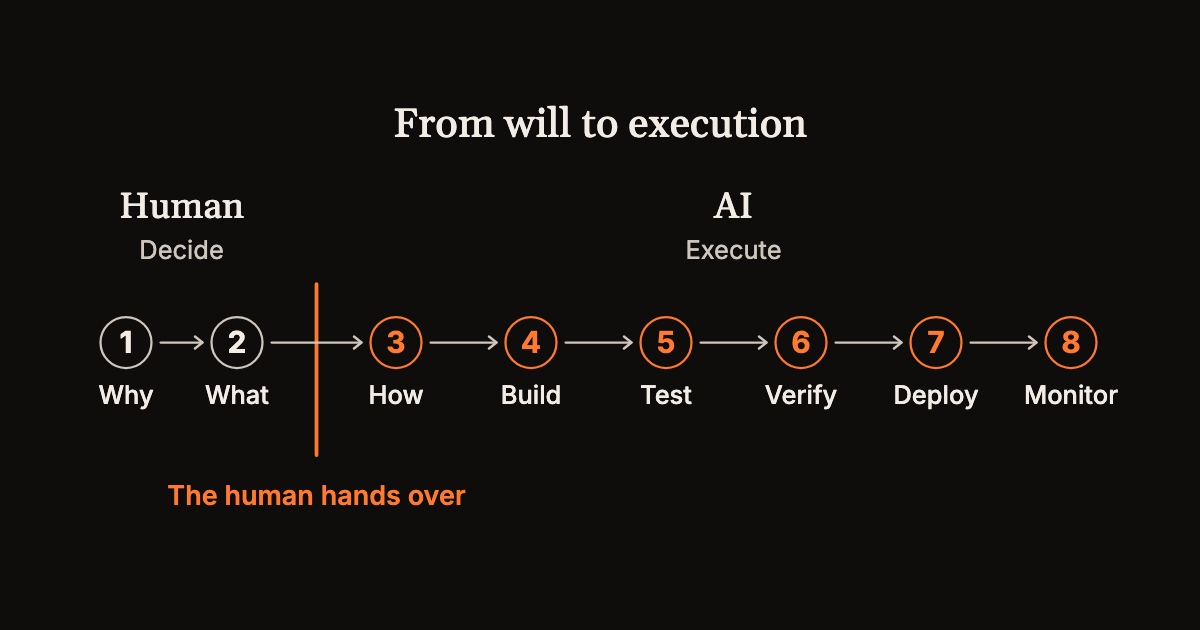 From will to execution
Human
Decide
AI
Execute
1
2
3
4
5
6
7
8
Why
What
How
Build
Test
Verify
Deploy
Monitor
The human hands over